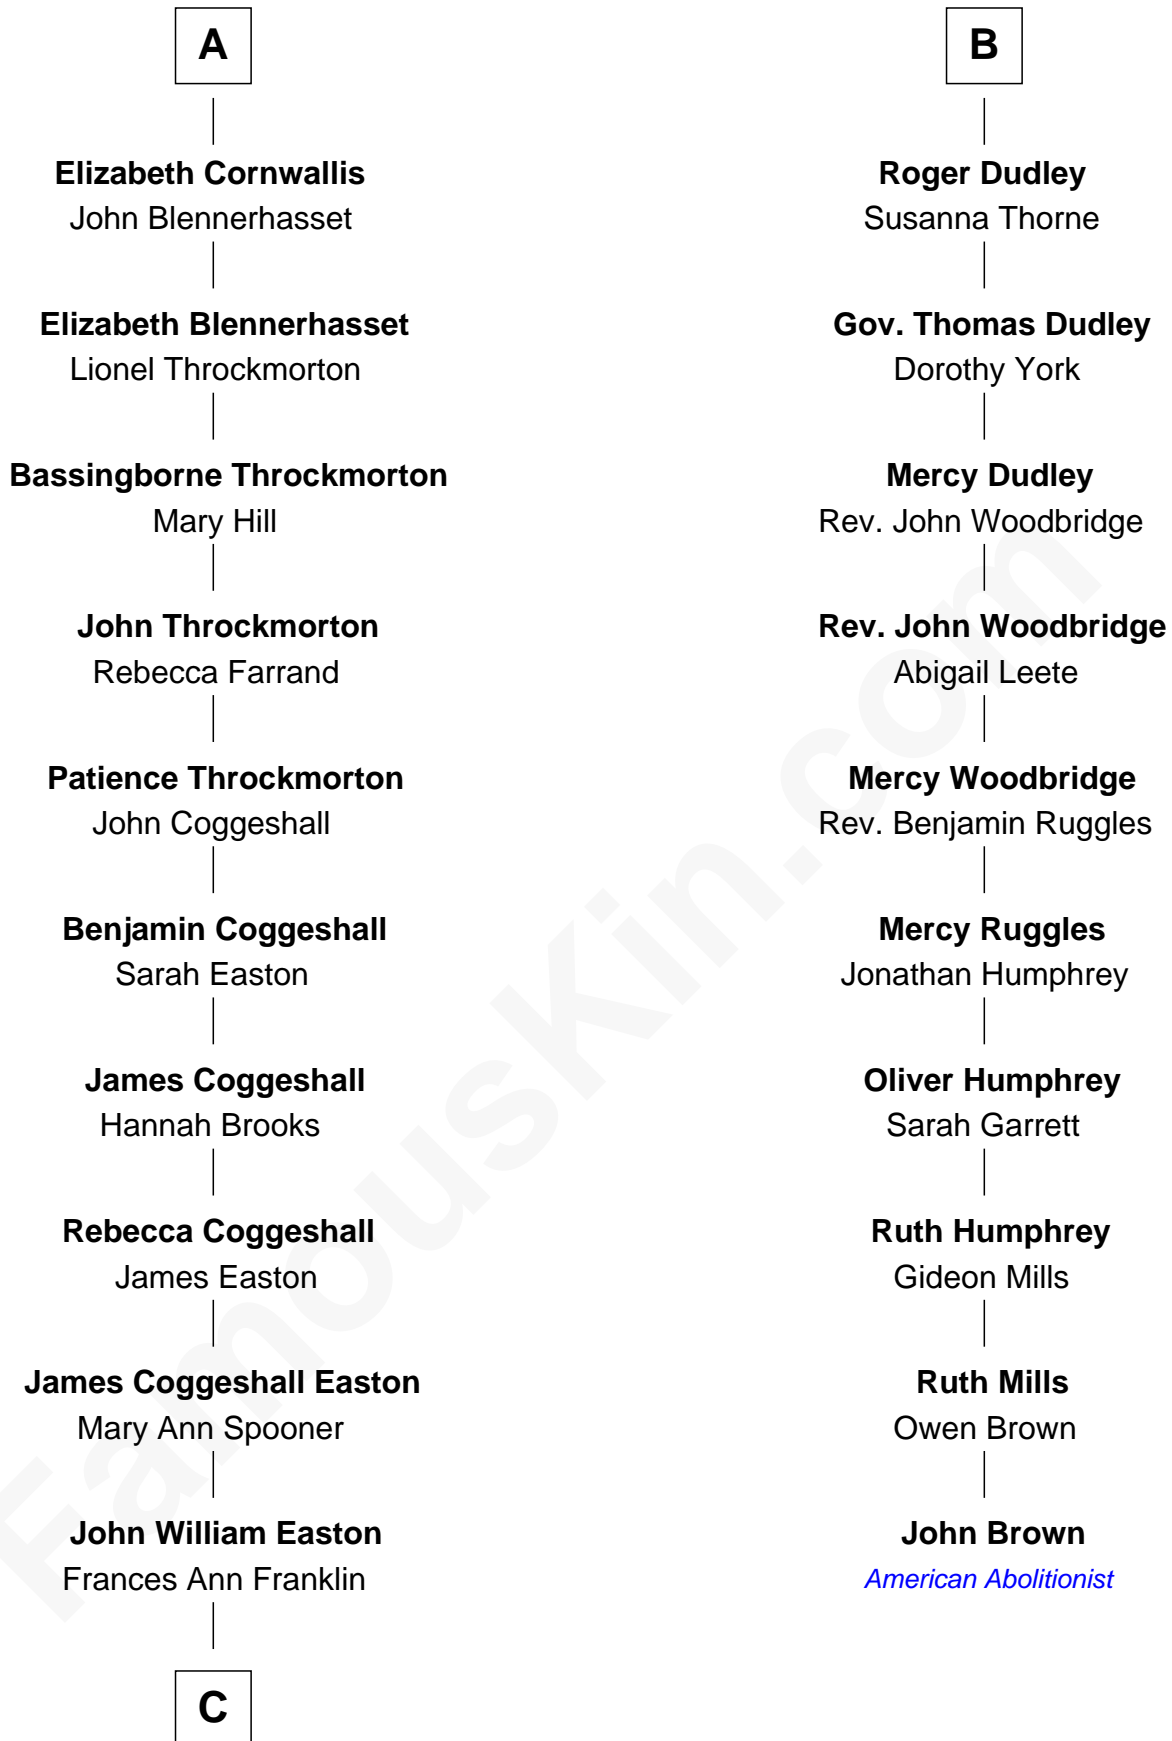 A
Elizabeth Cornwallis
John Blennerhasset
Elizabeth Blennerhasset
Lionel Throckmorton
Bassingborne Throckmorton
Mary Hill
John Throckmorton
Rebecca Farrand
Patience Throckmorton
John Coggeshall
Benjamin Coggeshall
Sarah Easton
James Coggeshall
Hannah Brooks
Rebecca Coggeshall
James Easton
James Coggeshall Easton
Mary Ann Spooner
John William Easton
Frances Ann Franklin
C
B
Roger Dudley
Susanna Thorne
Gov. Thomas Dudley
Dorothy York
Mercy Dudley
Rev. John Woodbridge
Rev. John Woodbridge
Abigail Leete
Mercy Woodbridge
Rev. Benjamin Ruggles
Mercy Ruggles
Jonathan Humphrey
Oliver Humphrey
Sarah Garrett
Ruth Humphrey
Gideon Mills
Ruth Mills
Owen Brown
John Brown
American Abolitionist
FamousKin.com